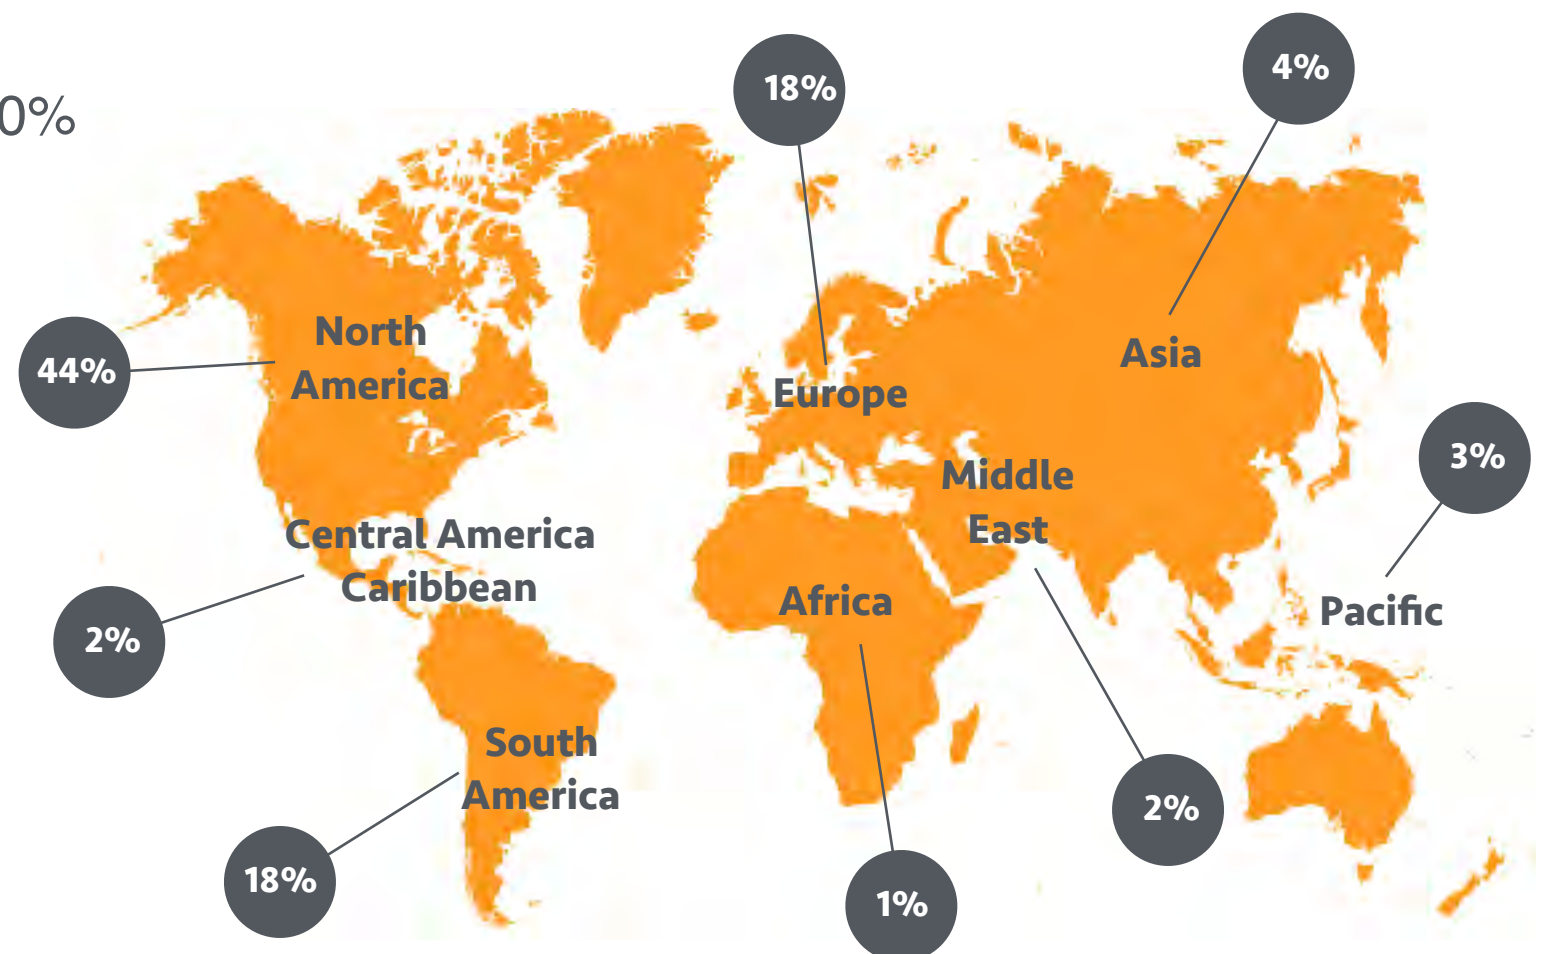 4%
18%
0%
North
America
44%
Asia
Europe
3%
Middle
East
Central America
Caribbean
Africa
Pacific
2%
South
America
2%
18%
1%